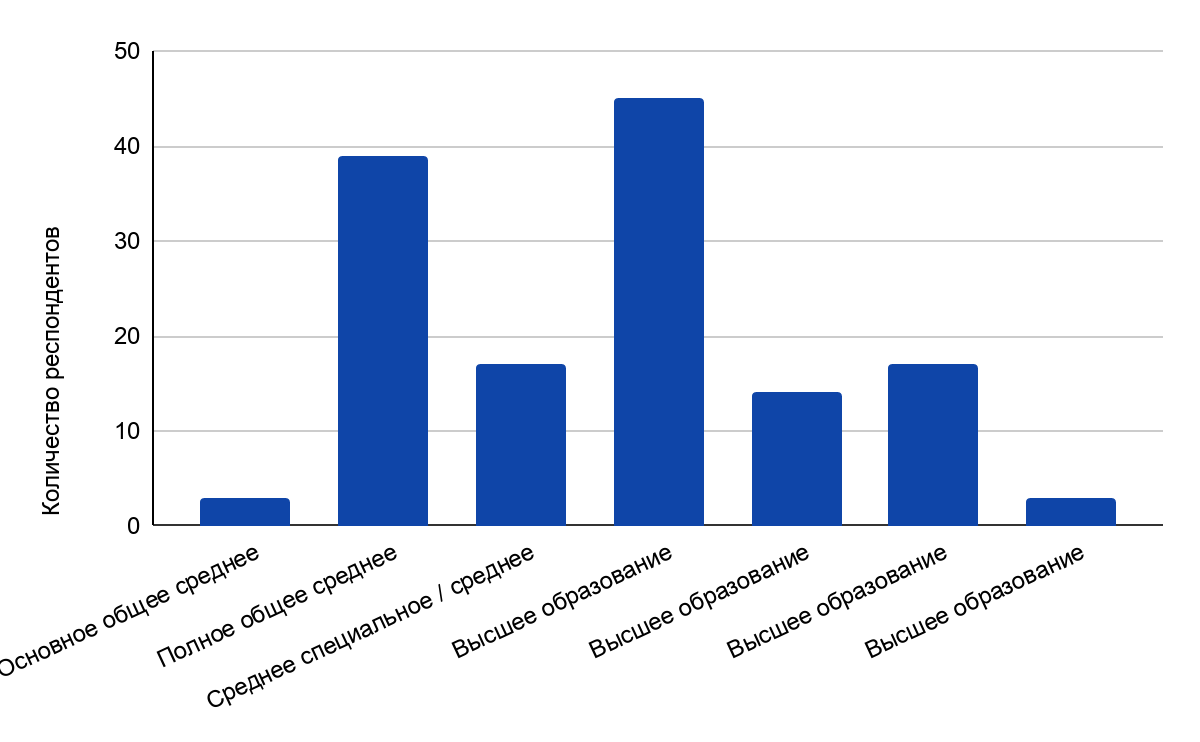 Количество респондентов
50
40
30
20
10
0
Основное общее среднее
Полное общее среднее
Среднее специальное / среднее
Высшее образование
Высшее образование
Высшее образование
Высшее образование